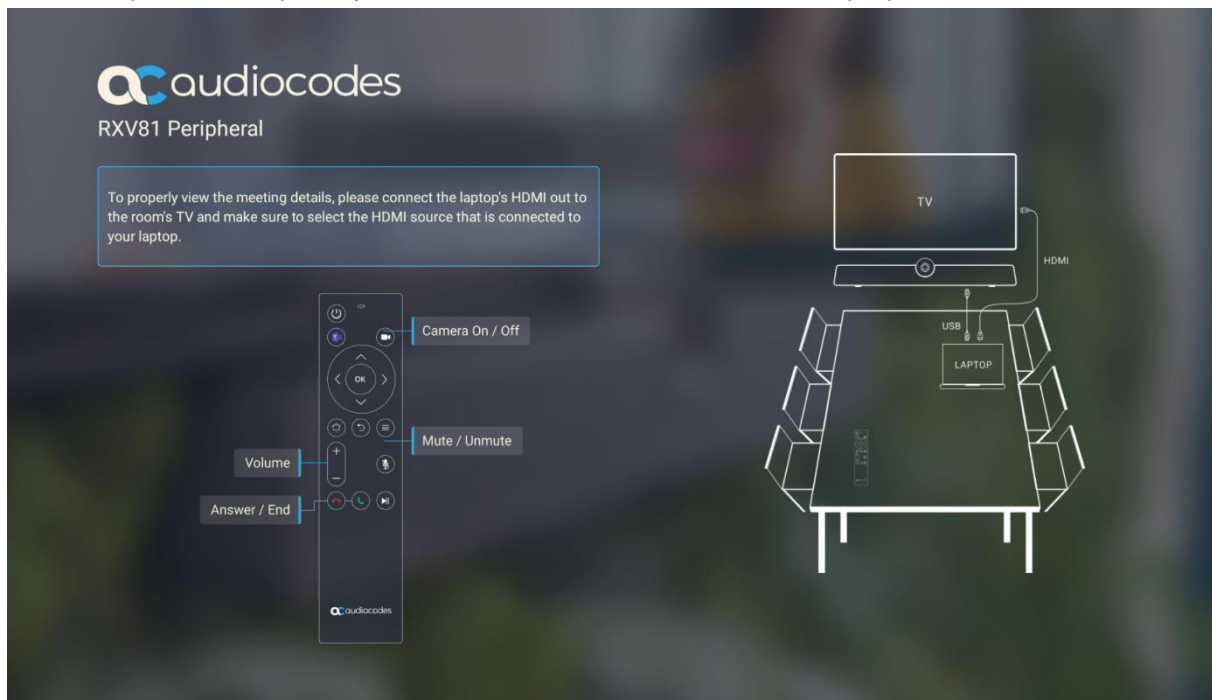 audiocodes
RXV81 Peripheral
To properly view the meeting details, please connect the laptop's HDMI out to
the room's TV and make sure to select the HDMI source that is connected to
your laptop.
Camera On / Off
OK
Mute / Unmute
Volume
Answer / End
audiocodes
TV
HDMI
USB
LAPTOP